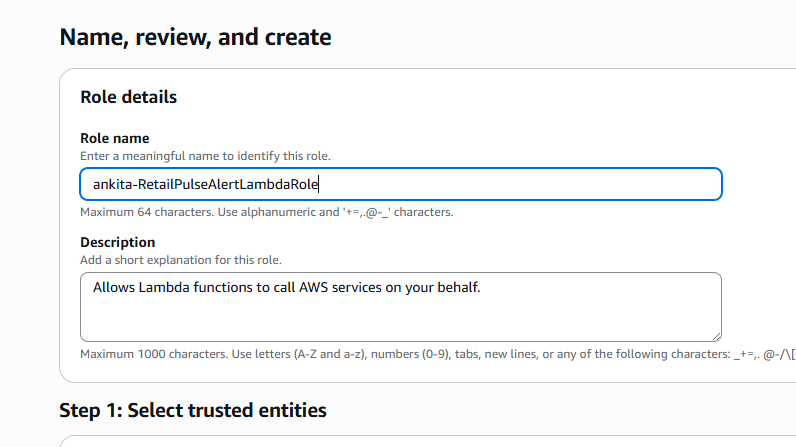 Name, review, and create
Role details
Role name
Enter a meaningful name to identify this role.
ankita-RetailPulseAlertLambdaRole
Maximum 64 characters. Use alphanumeric and '+=,.@-_' characters.
Description
Add a short explanation for this role.
Allows Lambda functions to call AWS services on your behalf.
Maximum 1000 characters. Use letters (A-Z and a-z), numbers (0-9), tabs, new lines, or any of the following characters: _+=,. @-/\[
Step 1: Select trusted entities